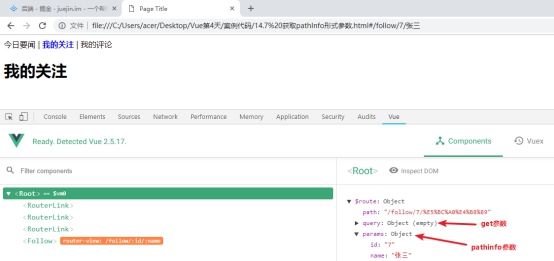 后端 - 掘金 - juejin.im - 一个帮
Page Title
文件 | file:///C:/Users/acer/Desktop/Vue第4天/案例代码/14.7%20获取pathInfo形式参数.html#/follow/7/张三
今日要闻 | 我的关注 | 我的评论
我的关注
Elements Console Sources Network Performance Memory Application Security Audits Adblock Plus Vue
Ready. Detected Vue 2.5.17.
Components
Vuex
Filter components
<Root>
Inspect DOM
<Root> == $vm0
<RouterLink>
<RouterLink>
<RouterLink>
<Follow> router-view: /follow/:id/:name
$route: Object
path: "/follow/7/%E5%BC%A0%E4%B8%89"
query: Object (empty)
get参数
params: Object
pathinfo参数
id: "7"
name: "张三"